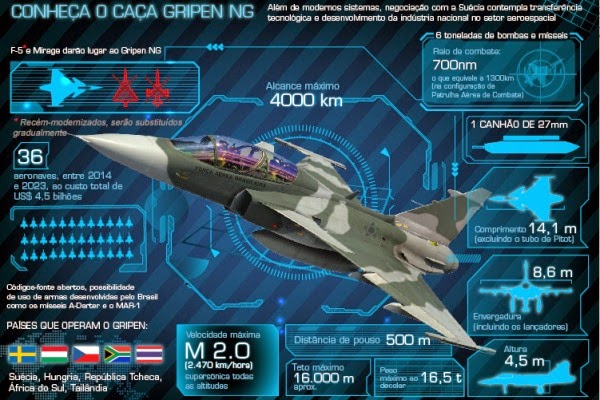 CONHEÇA O CAÇA GRIPEN NG
Além de modernos sistemas, negociação com a Suécia contempla transferência
tecnológica e desenvolvimento da indústria nacional no setor aeroespacial
F-5* e Mirage darão lugar ao Gripen NG
* Recém-modernizados, serão substituídos
gradualmente
36
aeronaves, entre 2014
e 2023, ao custo total de
US$ 4,5 bilhões
Códigos-fonte abertos, possibilidade
de uso de armas desenvolvidas pelo Brasil
como os mísseis A-Darter e o MAR-1
PAÍSES QUE OPERAM O GRIPEN:
Suécia, Hungria, República Tcheca,
África do Sul, Tailândia
Alcance máximo
4000 km
FORÇA AÉREA BRASILEIRA
6 toneladas de bombas e mísseis
Raio de combate:
700nm
o que equivale a 1300km
(na configuração de
Patrulha Aérea de Combate)
1 CANHÃO DE 27mm
Comprimento 14,1 m
(excluindo o tubo de Pitot)
8,6 m
Envergadura
(incluindo os lançadores)
Altura
4,5 m
Velocidade máxima
M 2.0
(2.470 km/hora)
supersônica todas
as altitudes
Distância de pouso 500 m
Teto máximo
16.000 m
aprox.
Peso
máximo ao
decolar
16,5 t